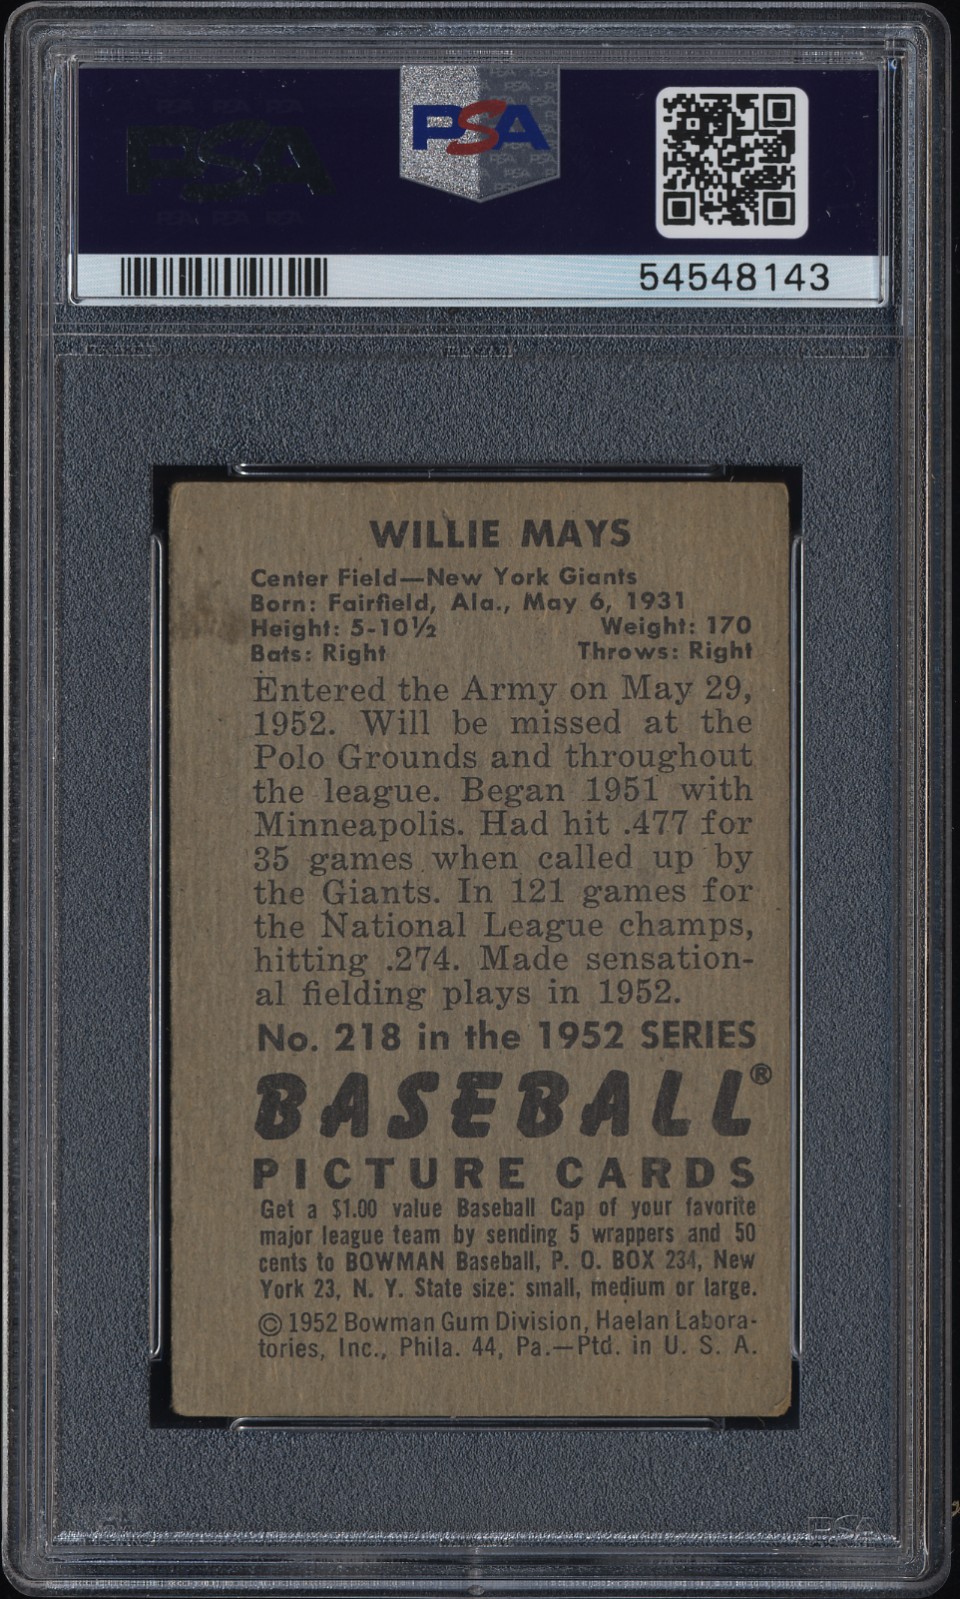 PSA
PSA
54548143
WILLIE MAYS
Center Field—New York Giants
Born: Fairfield, Ala., May 6, 1931
Height: 5-10½ Weight: 170
Bats: Right Throws: Right
Entered the Army on May 29,
1952. Will be missed at the
Polo Grounds and throughout
the league. Began 1951 with
Minneapolis. Had hit .477 for
35 games when called up by
the Giants. In 121 games for
the National League champs,
hitting .274. Made sensation-
al fielding plays in 1952.
No. 218 in the 1952 SERIES
BASEBALL®
PICTURE CARDS
Get a $1.00 value Baseball Cap of your favorite
major league team by sending 5 wrappers and 50
cents to BOWMAN Baseball, P. O. BOX 234, New
York 23, N. Y. State size: small, medium or large.
© 1952 Bowman Gum Division, Haelan Labora-
tories, Inc., Phila. 44, Pa.—Ptd. in U. S. A.
PSA